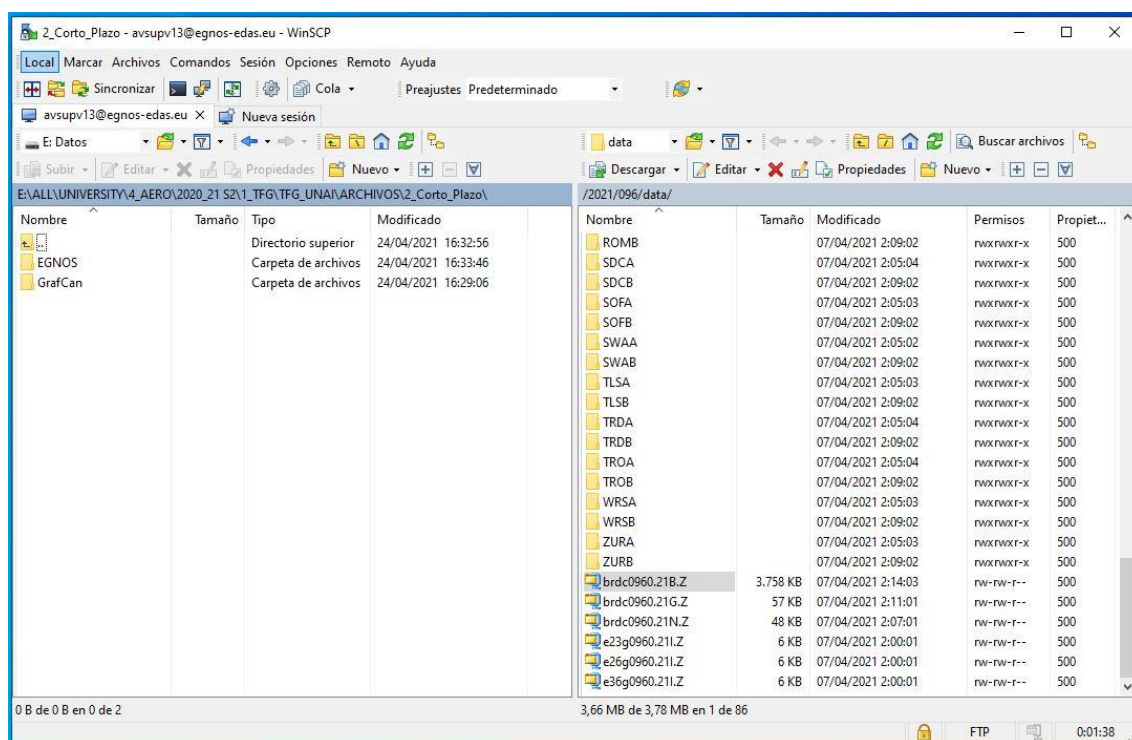 2_Corto_Plazo - avsupv13@egnos-edas.eu - WinSCP
Local Marcar Archivos Comandos Sesión Opciones Remoto Ayuda
Sincronizar Cola Preajustes Predeterminado
avsupv13@egnos-edas.eu X Nueva sesión
E: Datos data Buscar archivos
Subir Editar Propiedades Nuevo Descargar Editar Propiedades Nuevo
E:\ALL\UNIVERSITY\4_AERO\2020_21 S2\1_TFG\TFG_UNAI\ARCHIVOS\2_Corto_Plazo\ /2021/096/data/
Nombre Tamaño Tipo Modificado Nombre Tamaño Modificado Permisos Propiet...
.. Directorio superior 24/04/2021 16:32:56 ROMB 07/04/2021 2:09:02 rwxrwxr-x 500
EGNOS Carpeta de archivos 24/04/2021 16:33:46 SDCA 07/04/2021 2:05:04 rwxrwxr-x 500
GrafCan Carpeta de archivos 24/04/2021 16:29:06 SDCB 07/04/2021 2:09:02 rwxrwxr-x 500
SOFA 07/04/2021 2:05:03 rwxrwxr-x 500
SOFB 07/04/2021 2:09:02 rwxrwxr-x 500
SWAA 07/04/2021 2:05:02 rwxrwxr-x 500
SWAB 07/04/2021 2:09:02 rwxrwxr-x 500
TLSA 07/04/2021 2:05:03 rwxrwxr-x 500
TLSB 07/04/2021 2:09:02 rwxrwxr-x 500
TRDA 07/04/2021 2:05:04 rwxrwxr-x 500
TRDB 07/04/2021 2:09:02 rwxrwxr-x 500
TROA 07/04/2021 2:05:04 rwxrwxr-x 500
TROB 07/04/2021 2:09:02 rwxrwxr-x 500
WRSA 07/04/2021 2:05:03 rwxrwxr-x 500
WRSB 07/04/2021 2:09:02 rwxrwxr-x 500
ZURA 07/04/2021 2:05:03 rwxrwxr-x 500
ZURB 07/04/2021 2:09:02 rwxrwxr-x 500
brdc0960.21B.Z 3.758 KB 07/04/2021 2:14:03 rw-rw-r-- 500
brdc0960.21G.Z 57 KB 07/04/2021 2:11:01 rw-rw-r-- 500
brdc0960.21N.Z 48 KB 07/04/2021 2:07:01 rw-rw-r-- 500
e23g0960.21I.Z 6 KB 07/04/2021 2:00:01 rw-rw-r-- 500
e26g0960.21I.Z 6 KB 07/04/2021 2:00:01 rw-rw-r-- 500
e36g0960.21I.Z 6 KB 07/04/2021 2:00:01 rw-rw-r-- 500
0 B de 0 B en 0 de 2 3,66 MB de 3,78 MB en 1 de 86
FTP 0:01:38